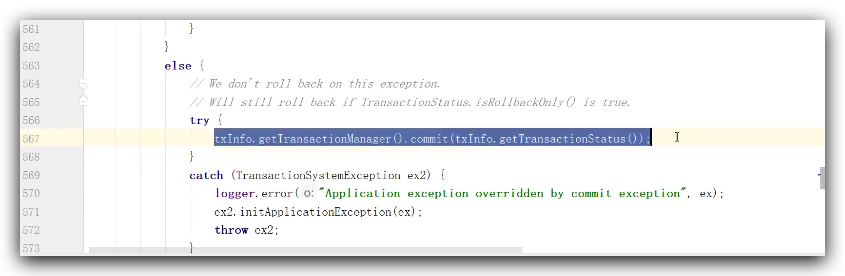 561 }
562 }
563 else {
564 // We don't roll back on this exception.
565 // Will still roll back if TransactionStatus.isRollbackOnly() is true.
566 try {
567 txInfo.getTransactionManager().commit(txInfo.getTransactionStatus());
568 }
569 catch (TransactionSystemException ex2) {
570 logger.error( o: "Application exception overridden by commit exception", ex);
571 ex2.initApplicationException(ex);
572 throw ex2;
573 }